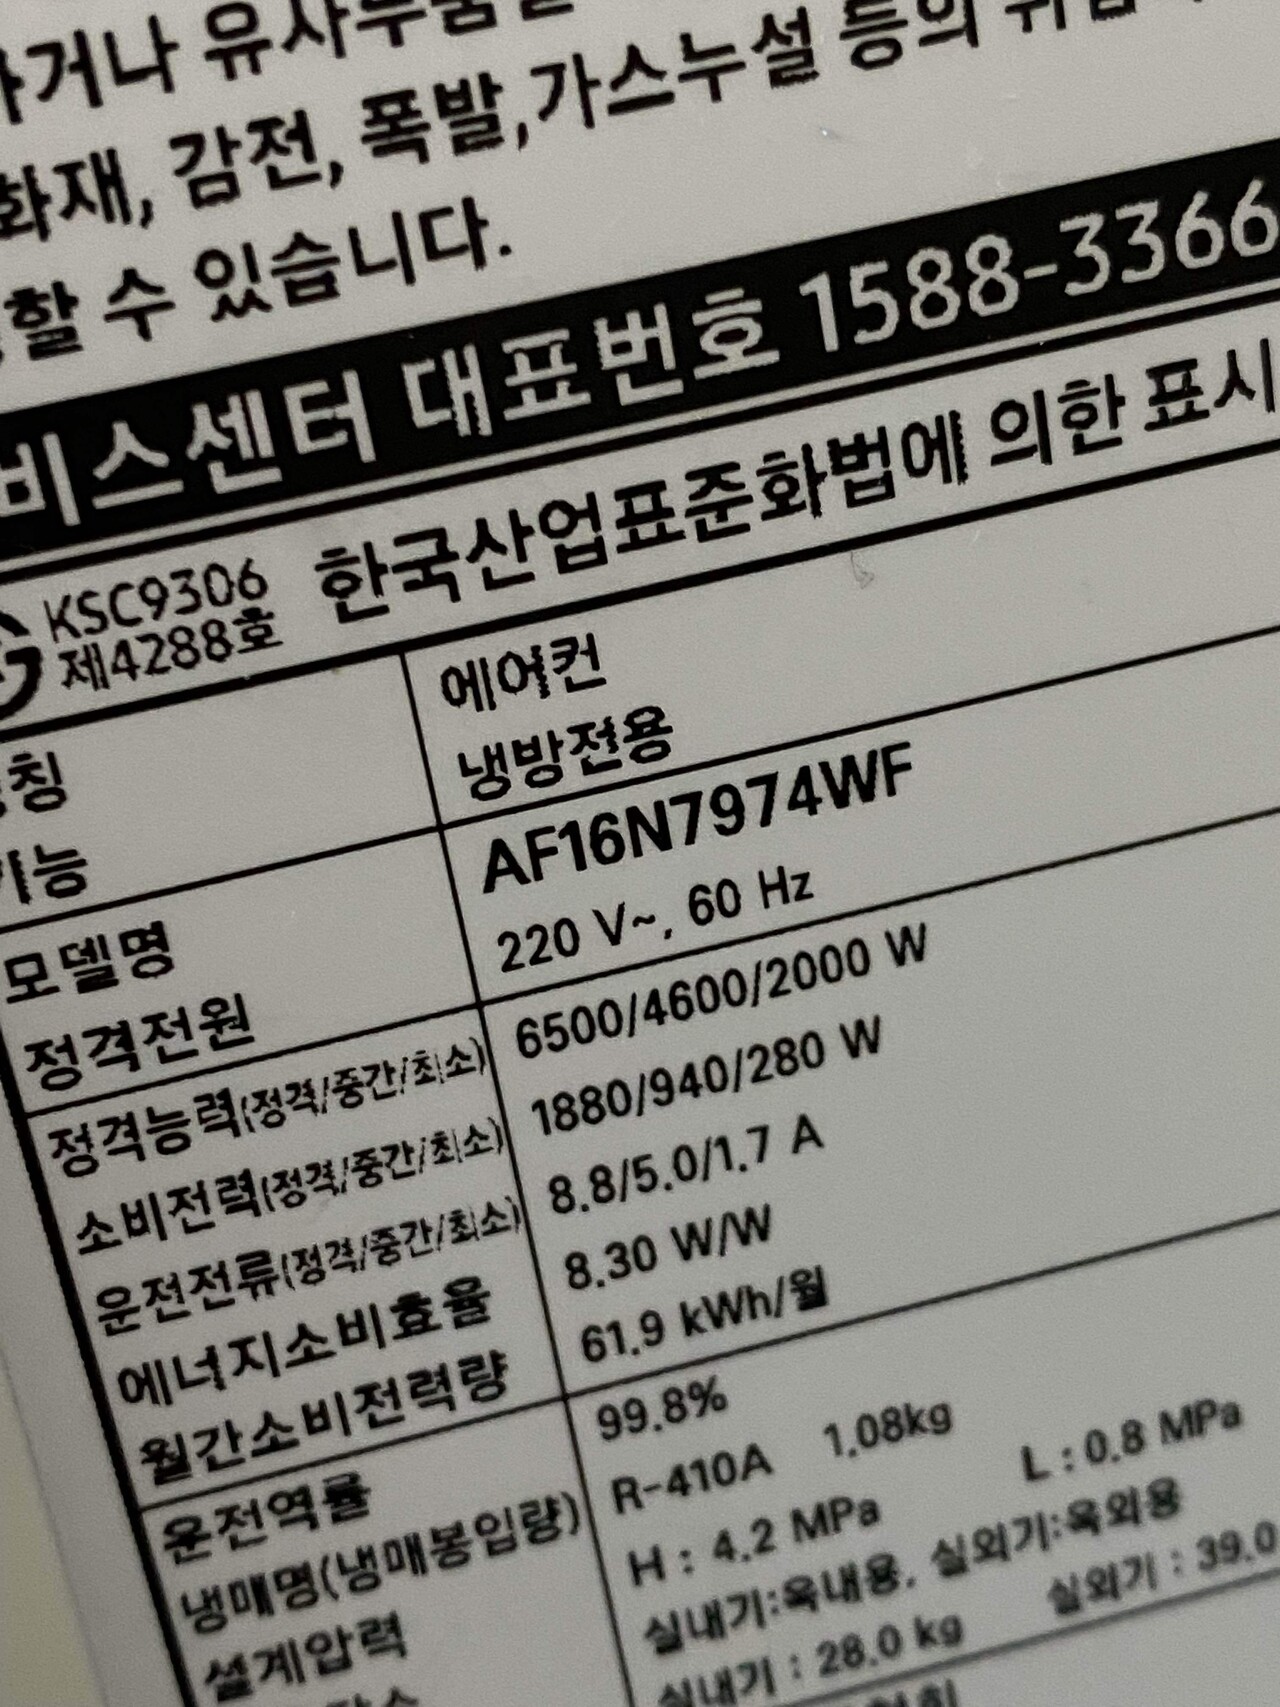 하거나 유사부품을
화재, 감전, 폭발,가스누설 등의 위험이
할 수 있습니다.
비스센터 대표번호 1588-3366
KSC9306
제4288호
한국산업표준화법에 의한 표시
칭 에어컨
기능 냉방전용
모델명 AF16N7974WF
정격전원 220 V~, 60 Hz
정격능력(정격/중간/최소) 6500/4600/2000 W
소비전력(정격/중간/최소) 1880/940/280 W
운전전류(정격/중간/최소) 8.8/5.0/1.7 A
에너지소비효율 8.30 W/W
월간소비전력량 61.9 kWh/월
운전역률 99.8%
냉매명(냉매봉입량) R-410A 1.08kg
설계압력 H : 4.2 MPa L : 0.8 MPa
실내기:옥내용, 실외기:옥외용
실내기 : 28.0 kg 실외기 : 39.0